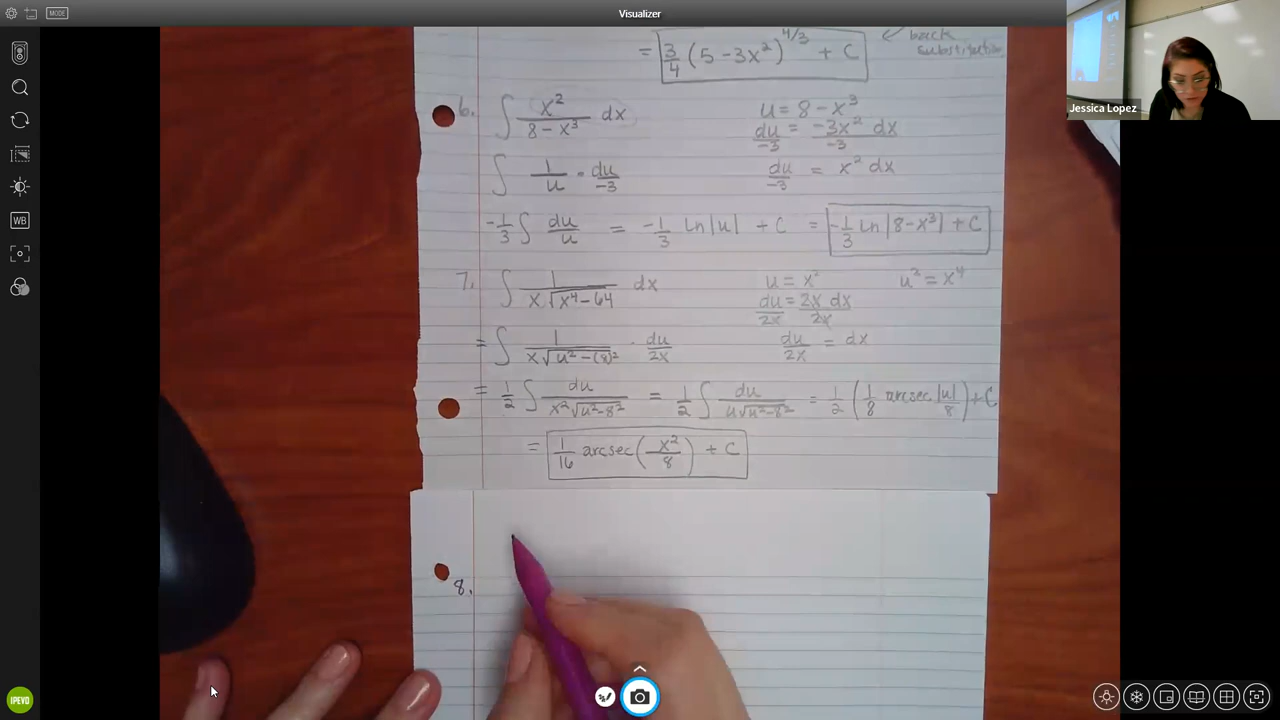 MODE
Visualizer
Jessica Lopez
WB
IPEVO
= 3/4 (5 - 3x²)^4/3 + C
back
substitution
6. ∫ x²/(8 - x³) dx
u = 8 - x³
du/-3 = -3x² dx/-3
∫ 1/u · du/-3
du/-3 = x² dx
-1/3 ∫ du/u = -1/3 ln|u| + C = -1/3 ln|8 - x³| + C
7. ∫ 1/(x√(x⁴ - 64)) dx
u = x²
u² = x⁴
du/2x = 2x dx/2x
= ∫ 1/(x√(u² - (8)²)) · du/2x
du/2x = dx
= 1/2 ∫ du/(x²√(u² - 8²)) = 1/2 ∫ du/(u√(u² - 8²)) = 1/2 (1/8 arcsec |u|/8) + C
= 1/16 arcsec(x²/8) + C
8.